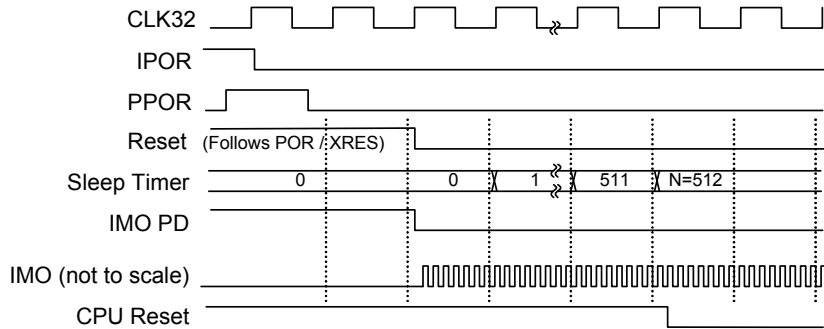 CLK32
IPOR
PPOR
Reset (Follows POR / XRES)
Sleep Timer 0 0 1 511 N=512
IMO PD
IMO (not to scale)
CPU Reset